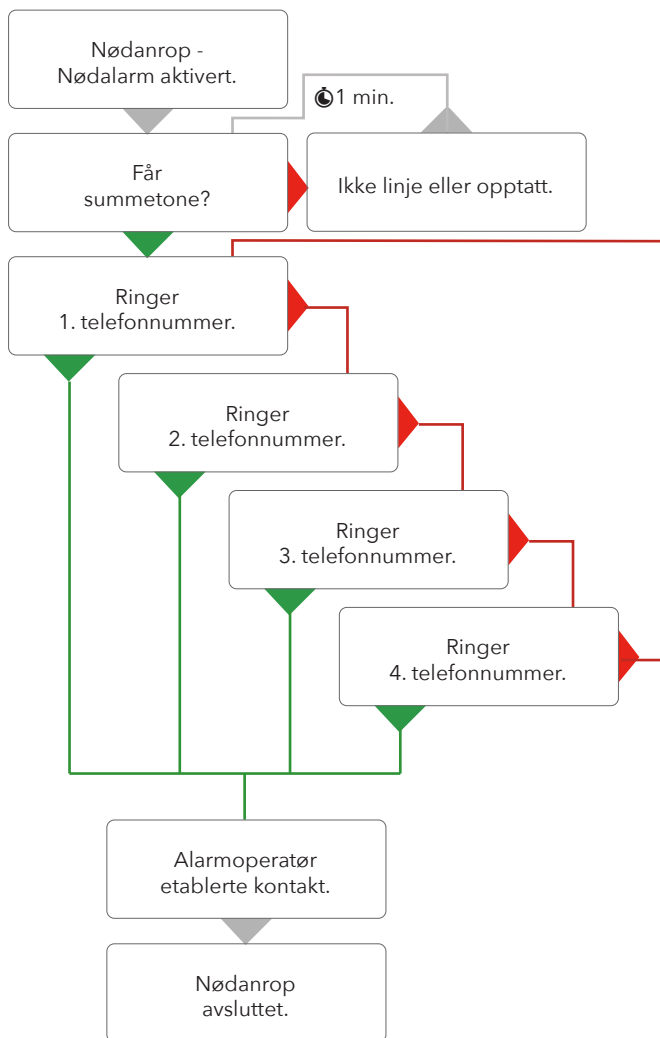 Nødanrop -
Nødalarm aktivert.
1 min.
Får
summetone?
Ikke linje eller opptatt.
Ringer
1. telefonnummer.
Ringer
2. telefonnummer.
Ringer
3. telefonnummer.
Ringer
4. telefonnummer.
Alarmoperatør
etablerte kontakt.
Nødanrop
avsluttet.